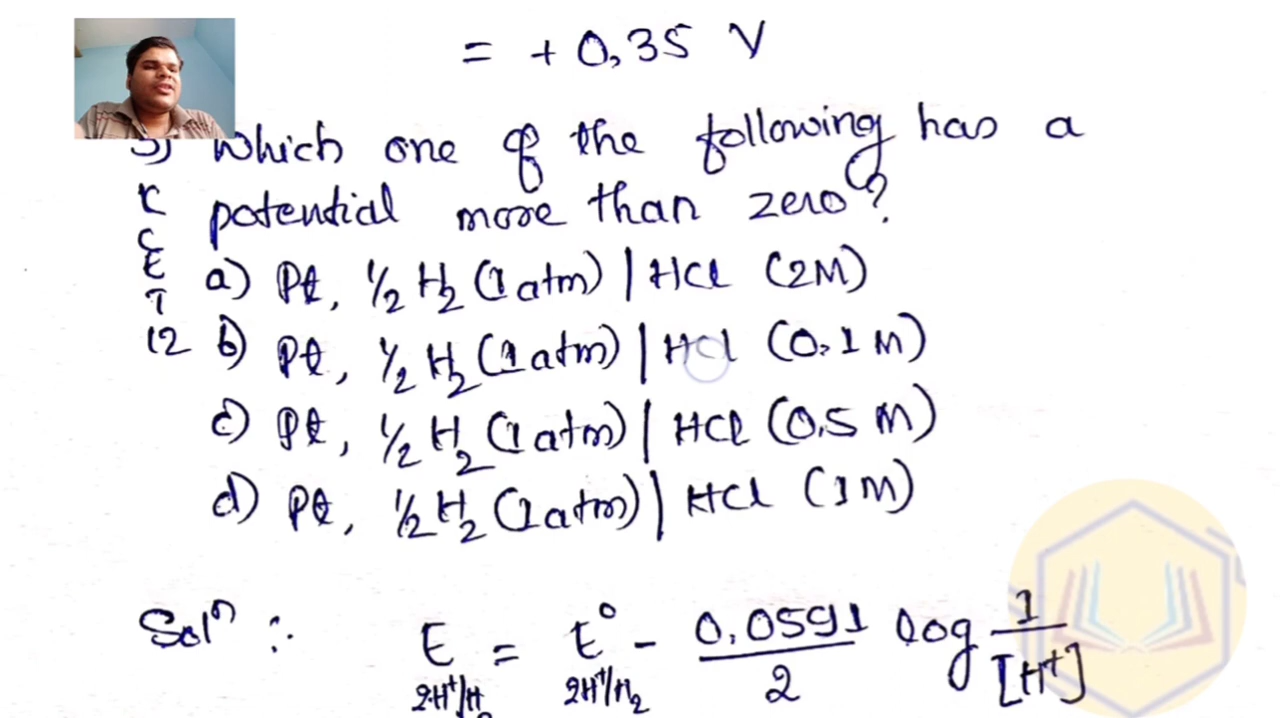 = + 0,35 V
5) Which one of the following has a
K potential more than zero?
C
E a) Pt, 1/2 H2 (1 atm) | HCl (2M)
T
12 b) Pt, 1/2 H2 (1 atm) | HCl (0.1 M)
c) Pt, 1/2 H2 (1 atm) | HCl (0.5 M)
d) Pt, 1/2 H2 (1 atm) | HCl (1M)
Solⁿ ∴ E 2H⁺/H2 = E° 2H⁺/H2 - 0.0591/2 log 1/[H⁺]